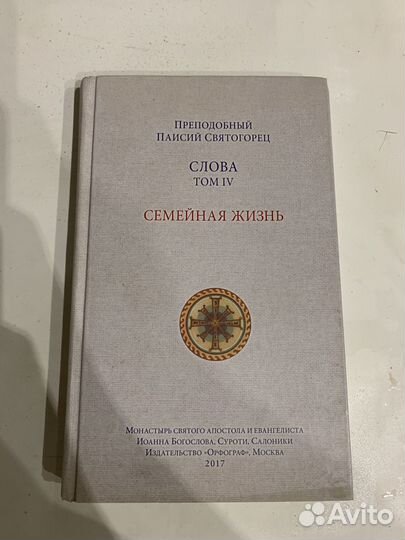 Преподобный
Паисий Святогорец
СЛОВА
ТОМ IV
СЕМЕЙНАЯ ЖИЗНЬ
Монастырь святого апостола и евангелиста
Иоанна Богослова, Суроти, Салоники
Издательство «Орфограф», Москва
2017
Avito